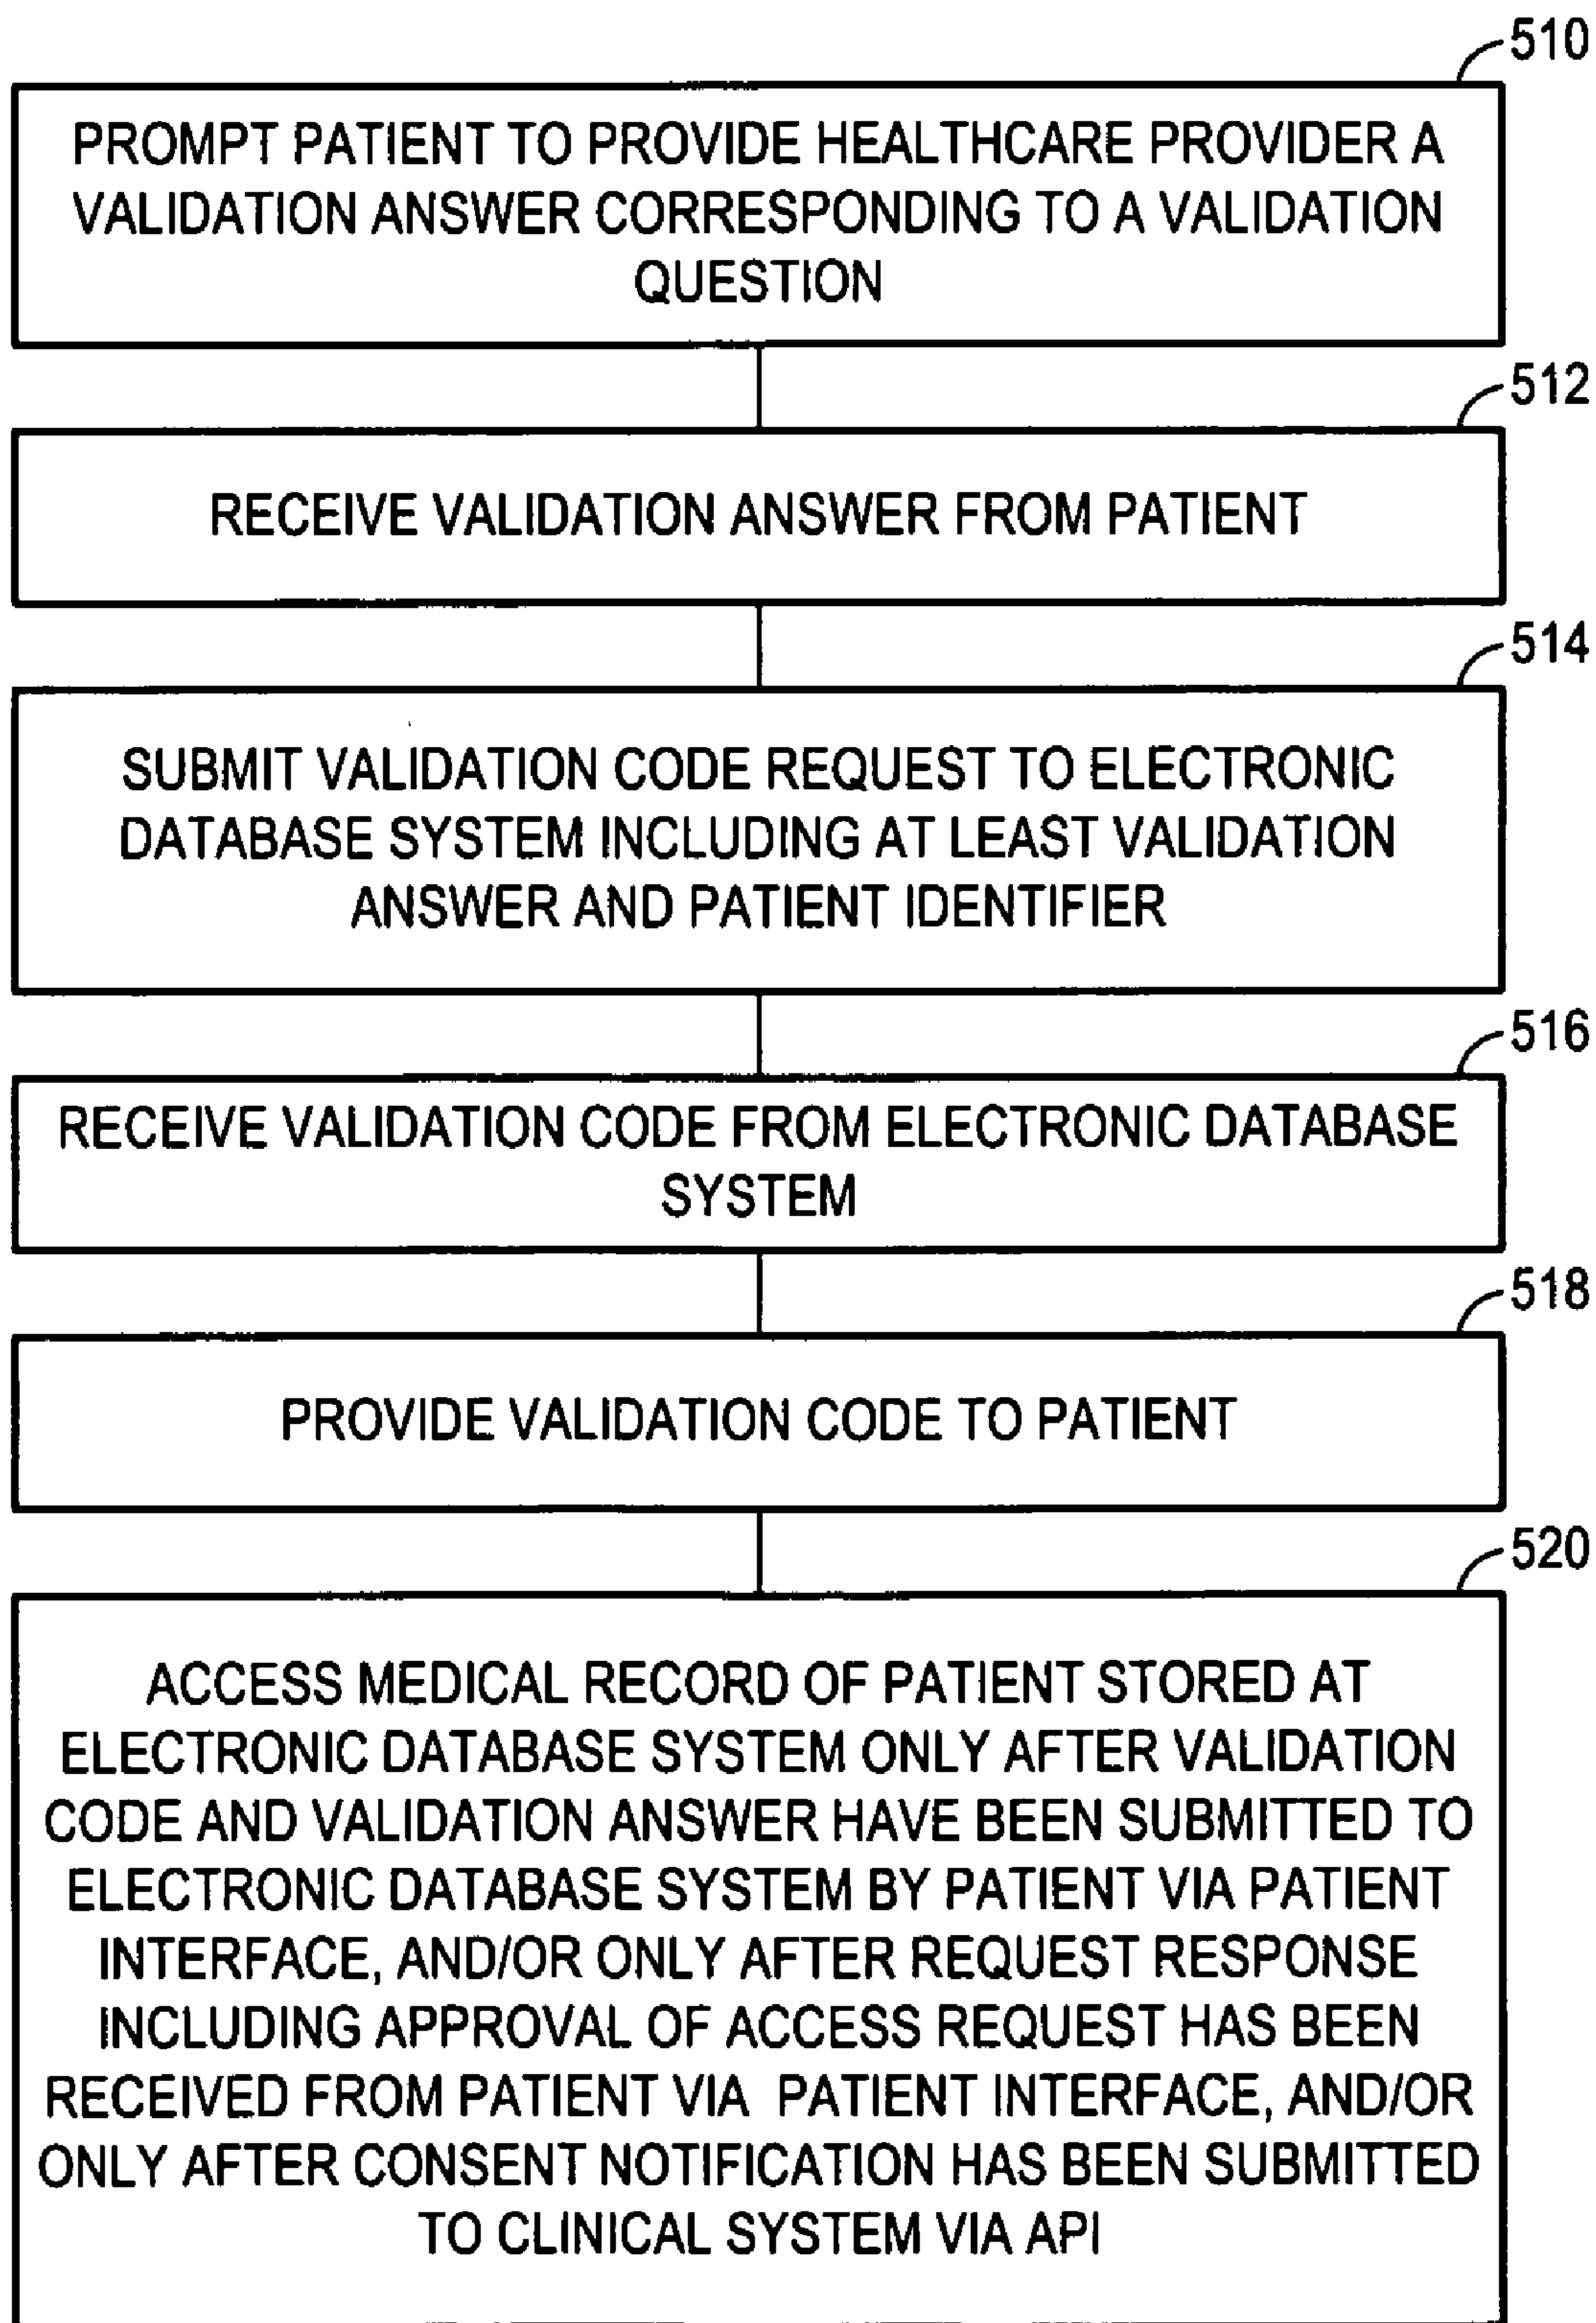 510
PROMPT PATIENT TO PROVIDE HEALTHCARE PROVIDER A
VALIDATION ANSWER CORRESPONDING TO A VALIDATION
QUESTION
512
RECEIVE VALIDATION ANSWER FROM PATIENT
514
SUBMIT VALIDATION CODE REQUEST TO ELECTRONIC
DATABASE SYSTEM INCLUDING AT LEAST VALIDATION
ANSWER AND PATIENT IDENTIFIER
516
RECEIVE VALIDATION CODE FROM ELECTRONIC DATABASE
SYSTEM
518
PROVIDE VALIDATION CODE TO PATIENT
520
ACCESS MEDICAL RECORD OF PATIENT STORED AT
ELECTRONIC DATABASE SYSTEM ONLY AFTER VALIDATION
CODE AND VALIDATION ANSWER HAVE BEEN SUBMITTED TO
ELECTRONIC DATABASE SYSTEM BY PATIENT VIA PATIENT
INTERFACE, AND/OR ONLY AFTER REQUEST RESPONSE
INCLUDING APPROVAL OF ACCESS REQUEST HAS BEEN
RECEIVED FROM PATIENT VIA PATIENT INTERFACE, AND/OR
ONLY AFTER CONSENT NOTIFICATION HAS BEEN SUBMITTED
TO CLINICAL SYSTEM VIA API